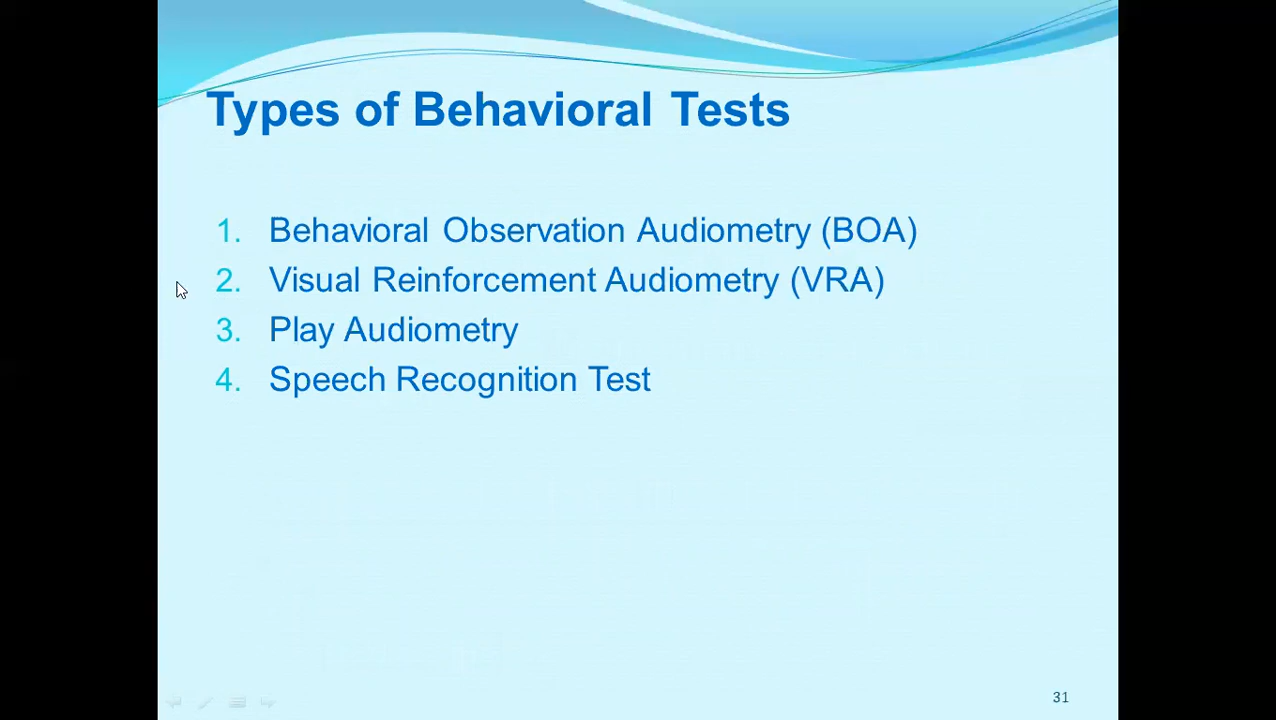 Types of Behavioral Tests
1. Behavioral Observation Audiometry (BOA)
2. Visual Reinforcement Audiometry (VRA)
3. Play Audiometry
4. Speech Recognition Test
31